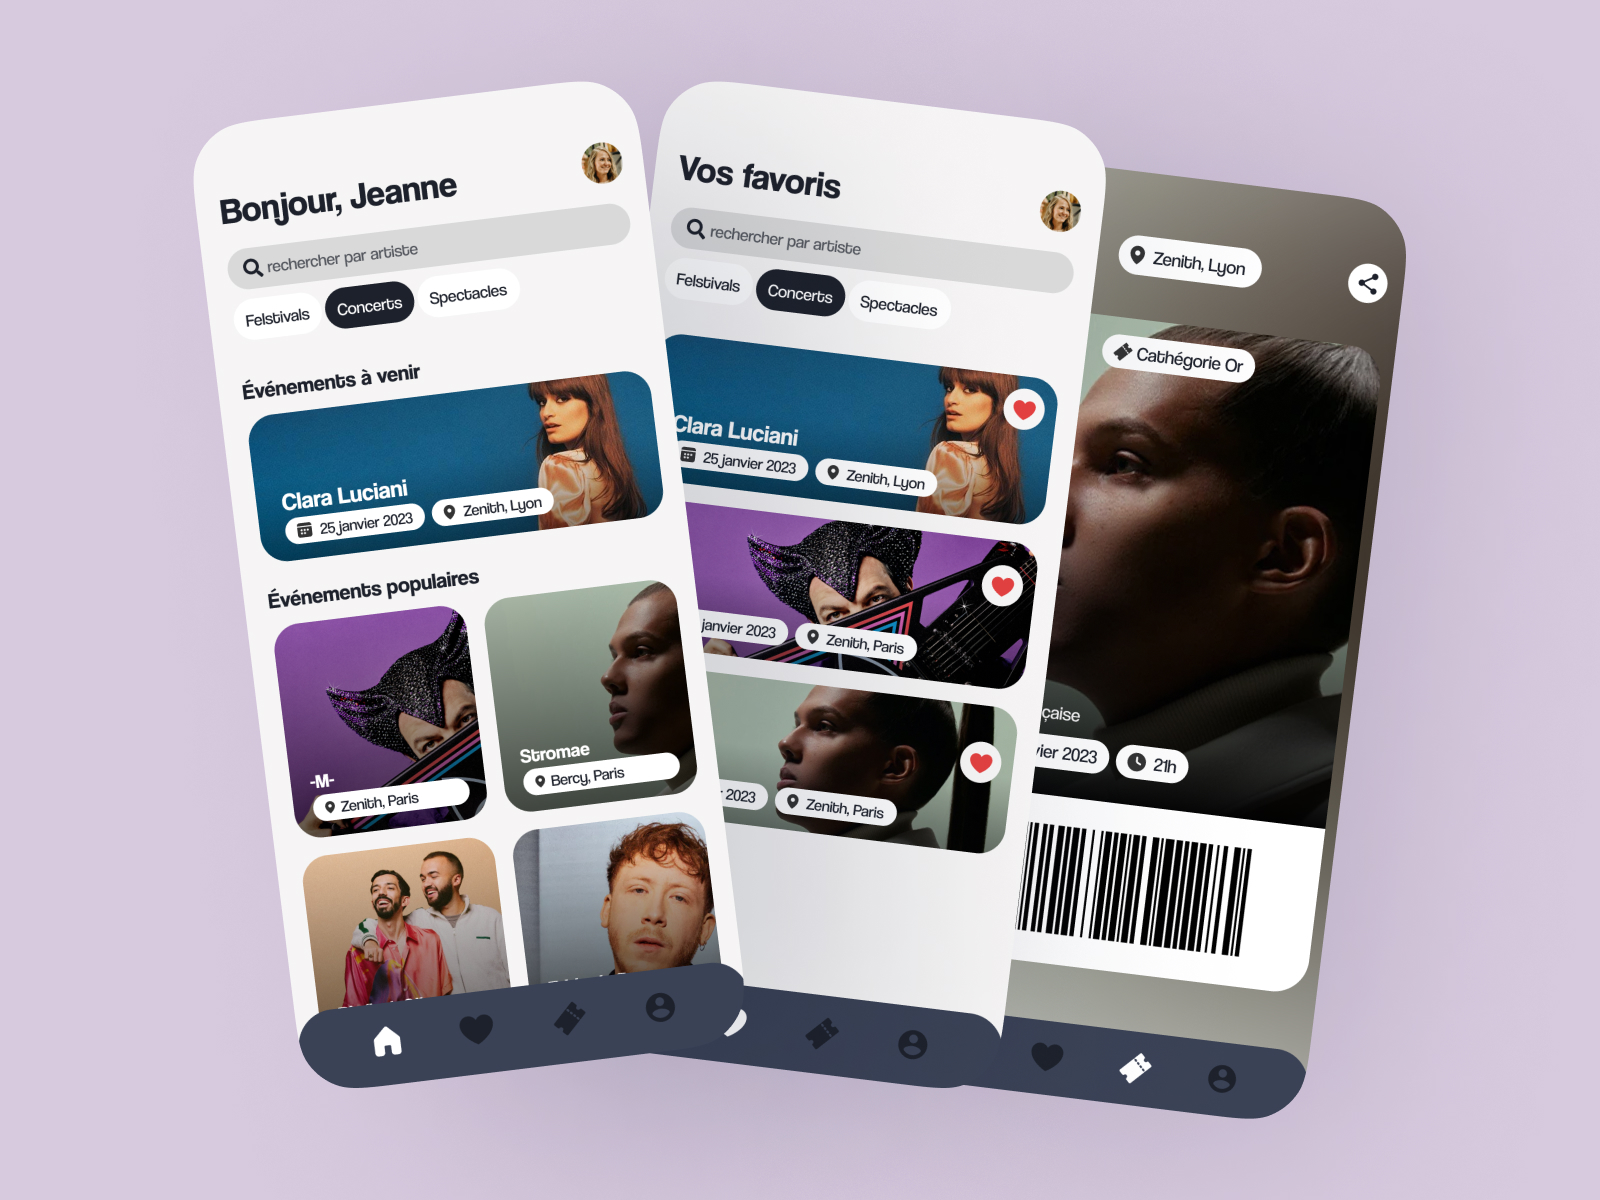 Bonjour, Jeanne
rechercher par artiste
Felstivals
Concerts
Spectacles
Événements à venir
Clara Luciani
25 janvier 2023
Zenith, Lyon
Événements populaires
-M-
Zenith, Paris
Stromae
Bercy, Paris
Vos favoris
rechercher par artiste
Felstivals
Concerts
Spectacles
Clara Luciani
25 janvier 2023
Zenith, Lyon
janvier 2023
Zenith, Paris
2023
Zenith, Paris
Zenith, Lyon
Cathégorie Or
çaise
vier 2023
21h